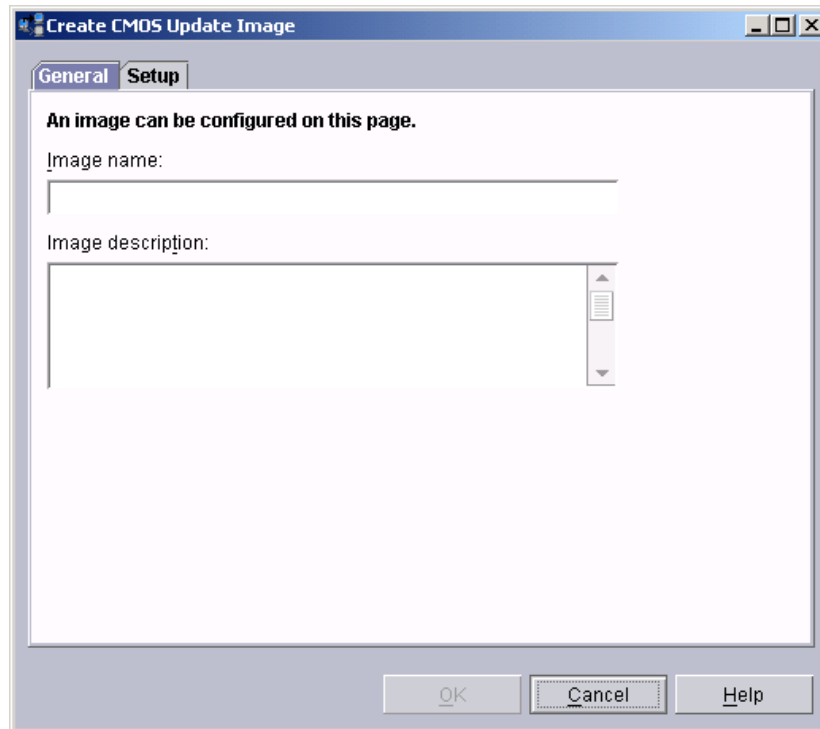 Create CMOS Update Image
General Setup
An image can be configured on this page.
Image name:
Image description:
OK Cancel Help